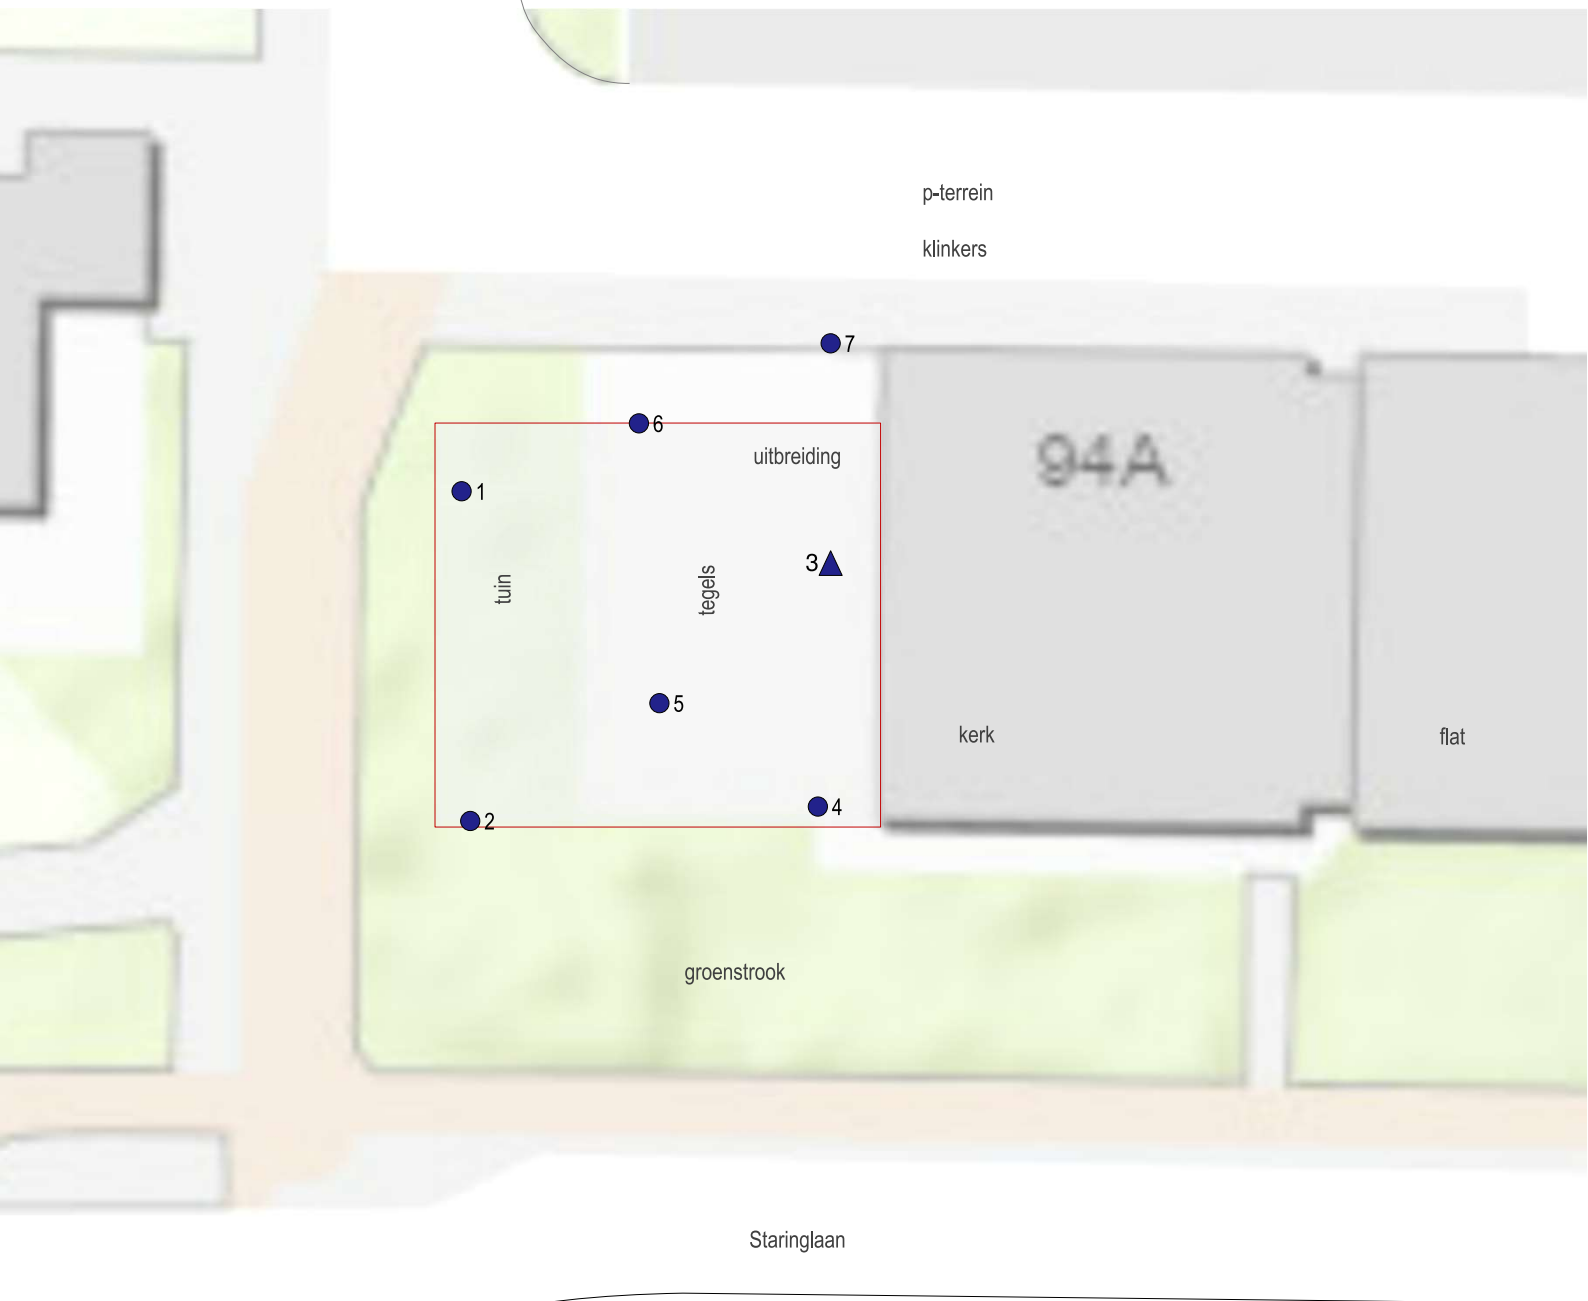 p-terrein
klinkers
7
6
uitbreiding
94A
1
3
tuin
tegels
5
kerk
flat
4
2
groenstrook
Staringlaan